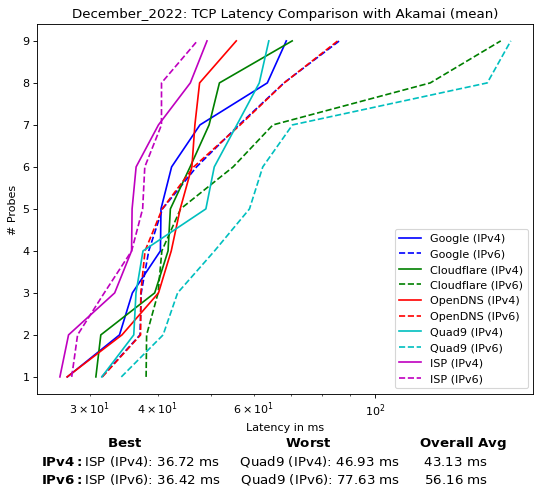 December_2022: TCP Latency Comparison with Akamai (mean)
9
8
7
6
5
4
3
2
1
# Probes
Google (IPv4)
Google (IPv6)
Cloudflare (IPv4)
Cloudflare (IPv6)
OpenDNS (IPv4)
OpenDNS (IPv6)
Quad9 (IPv4)
Quad9 (IPv6)
ISP (IPv4)
ISP (IPv6)
3 × 10¹ 4 × 10¹ 6 × 10¹ 10²
Latency in ms
Best Worst Overall Avg
IPv4: ISP (IPv4): 36.72 ms Quad9 (IPv4): 46.93 ms 43.13 ms
IPv6: ISP (IPv6): 36.42 ms Quad9 (IPv6): 77.63 ms 56.16 ms